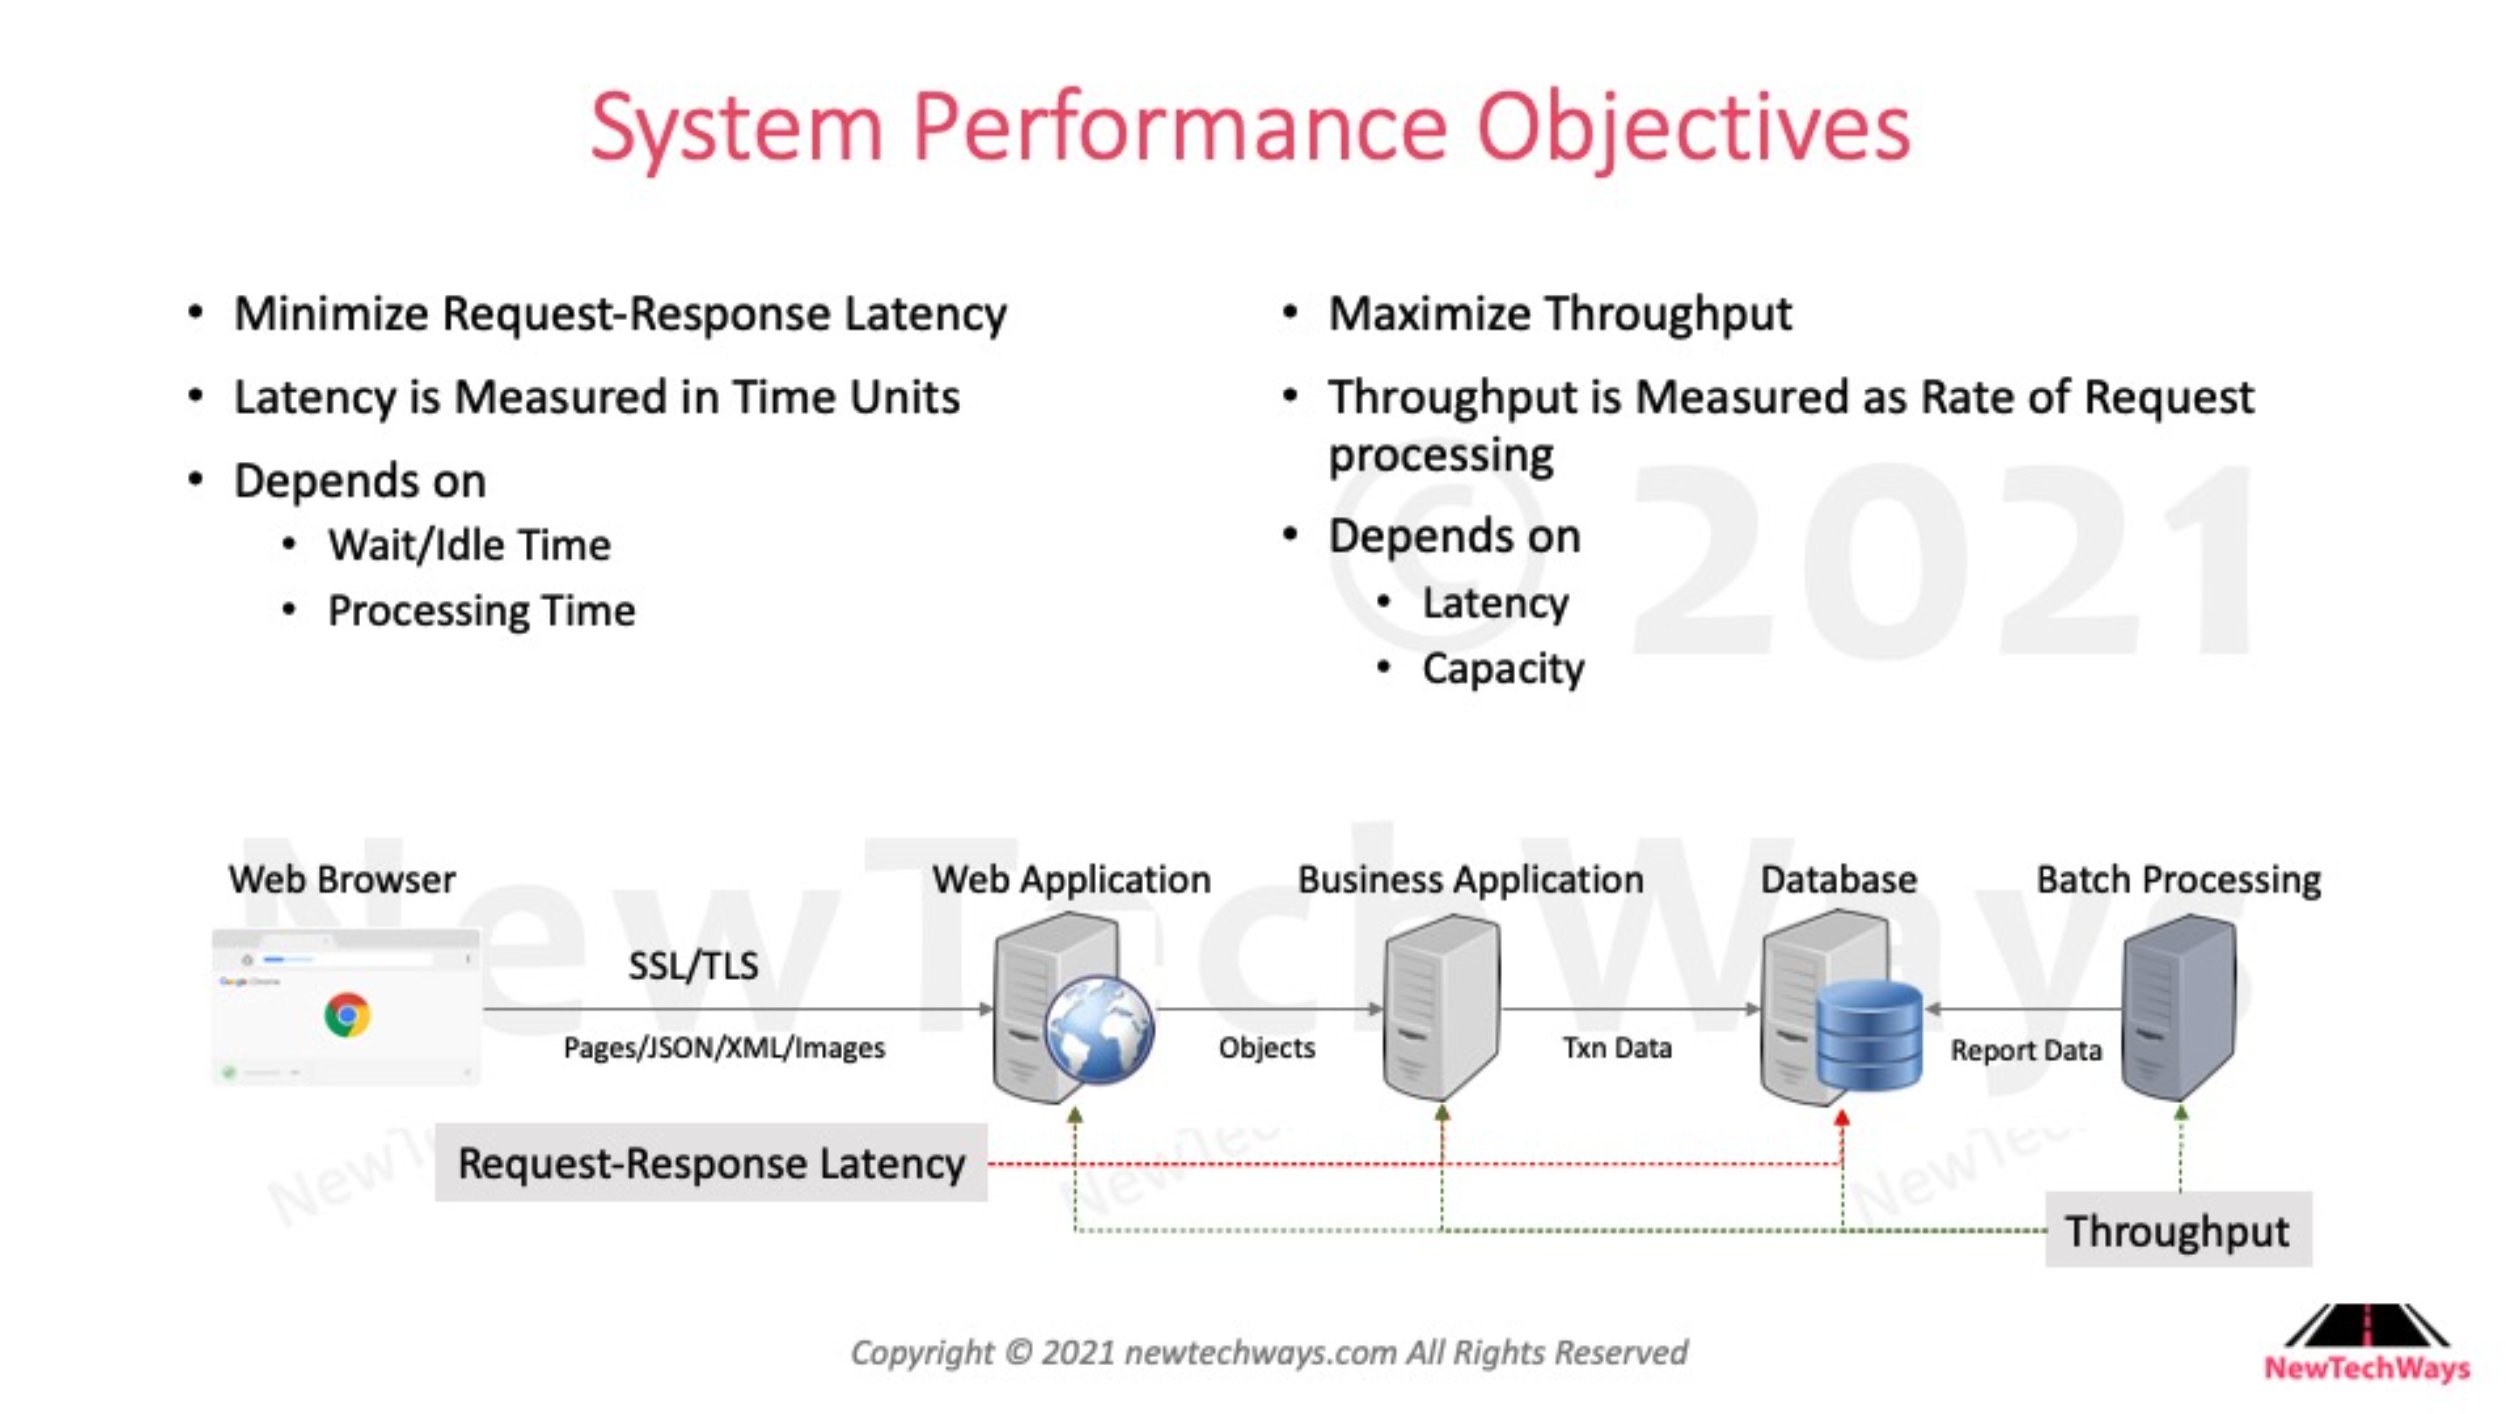 System Performance Objectives
• Minimize Request-Response Latency
• Latency is Measured in Time Units
• Depends on
• Wait/Idle Time
• Processing Time
• Maximize Throughput
• Throughput is Measured as Rate of Request
processing
• Depends on
• Latency
• Capacity
© 2021
NewTechWays
Web Browser
Web Application
Business Application
Database
Batch Processing
Google Chrome
SSL/TLS
Pages/JSON/XML/Images
Objects
Txn Data
Report Data
Request-Response Latency
Throughput
Copyright © 2021 newtechways.com All Rights Reserved
NewTechWays